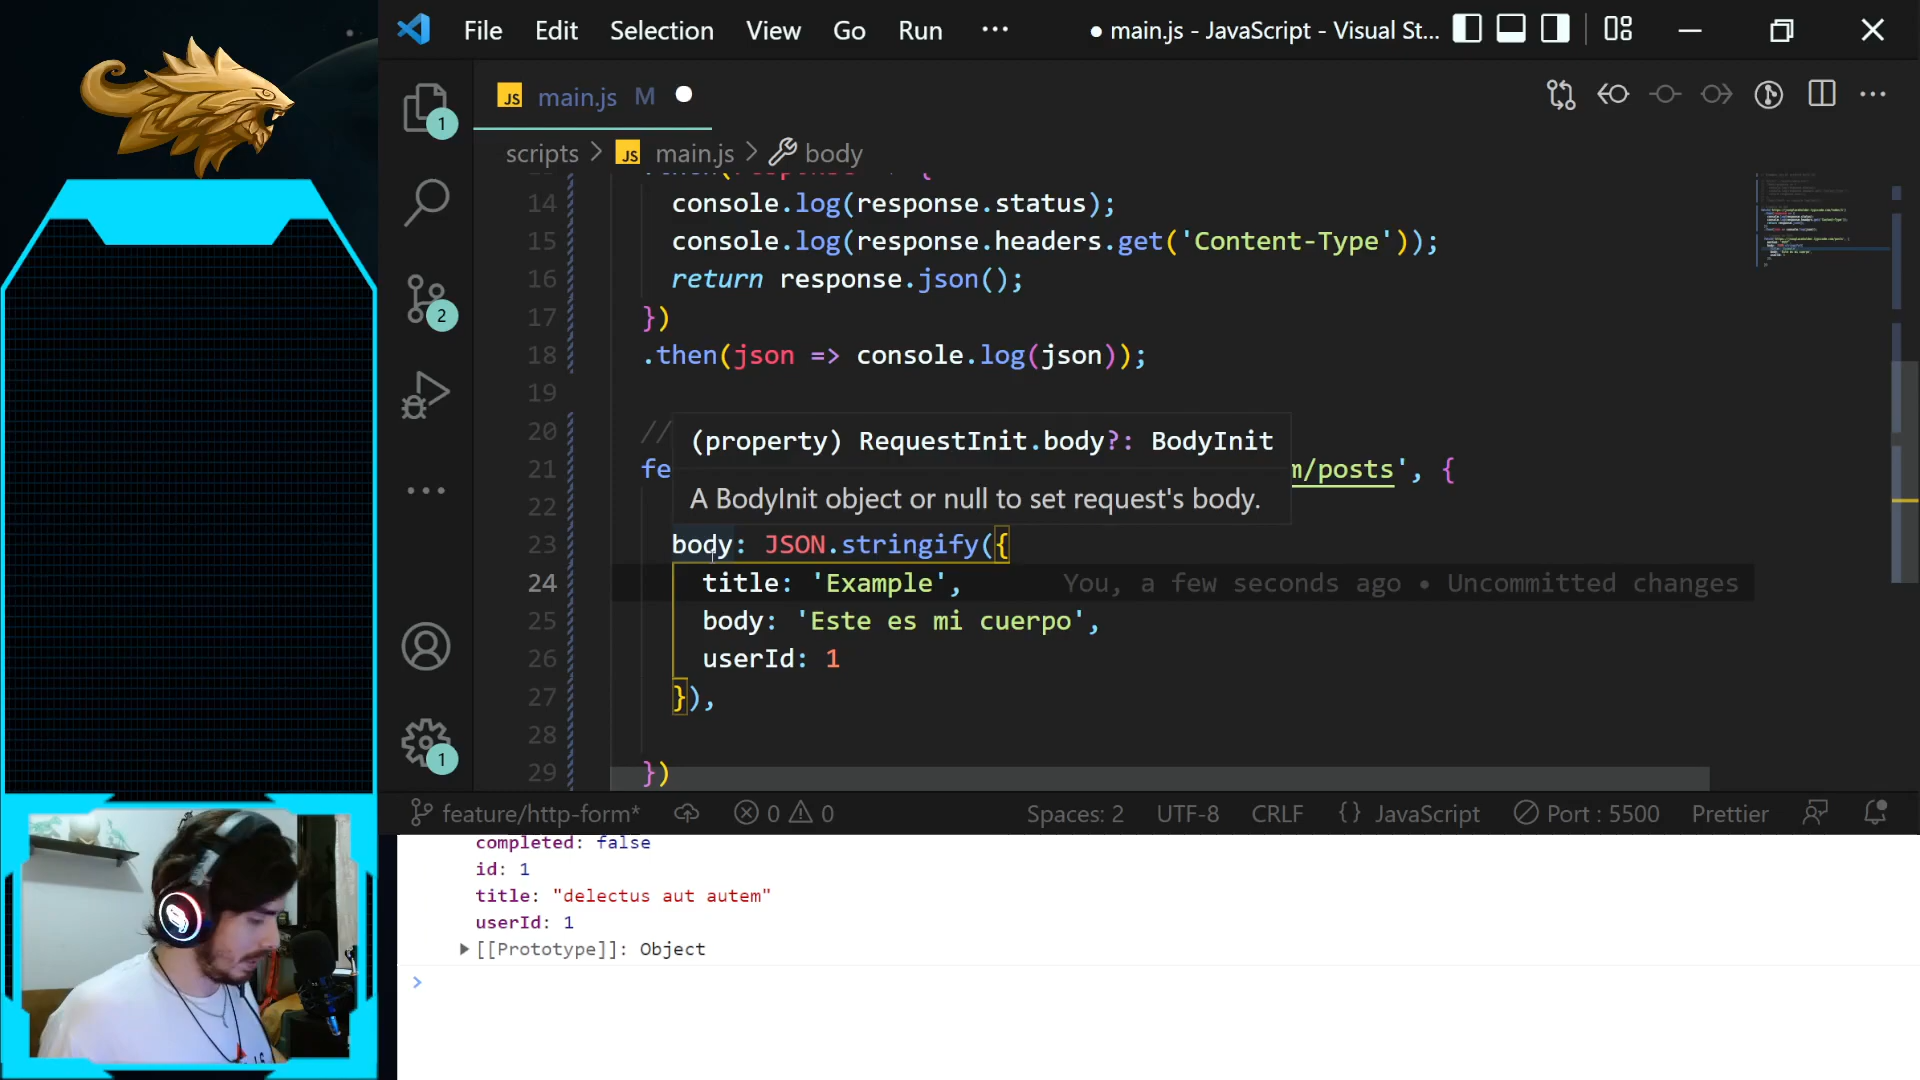 File Edit Selection View Go Run ··· ● main.js - JavaScript - Visual St...
JS main.js M ●
1
scripts > JS main.js > body
14 console.log(response.status);
15 console.log(response.headers.get('Content-Type'));
16 return response.json();
17 })
18 .then(json => console.log(json));
19
20 //
(property) RequestInit.body?: BodyInit
21 fe m/posts', {
A BodyInit object or null to set request's body.
22
23 body: JSON.stringify({
24 title: 'Example', You, a few seconds ago • Uncommitted changes
25 body: 'Este es mi cuerpo',
26 userId: 1
27 }),
28
29 })
2
1
feature/http-form* 0 0 Spaces: 2 UTF-8 CRLF {} JavaScript Port : 5500 Prettier
completed: false
id: 1
title: "delectus aut autem"
userId: 1
[[Prototype]]: Object
>